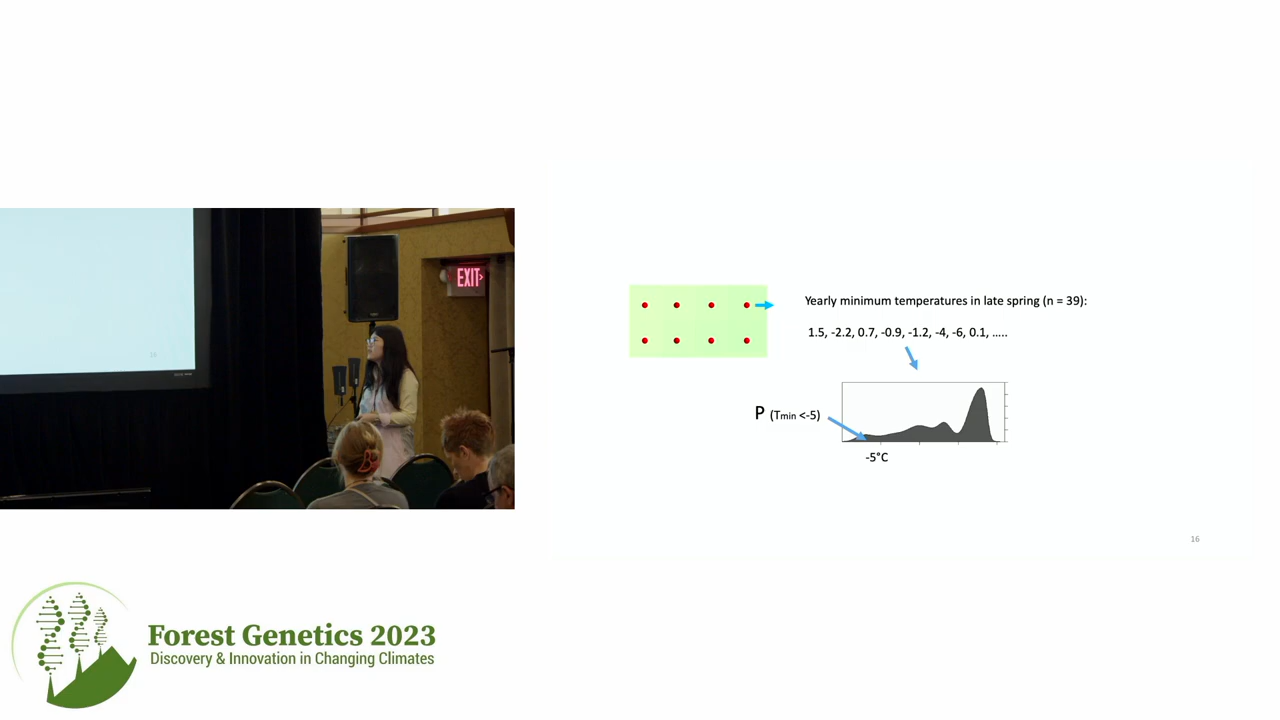 EXIT
16
Yearly minimum temperatures in late spring (n = 39):
1.5, -2.2, 0.7, -0.9, -1.2, -4, -6, 0.1, …..
P (Tmin <-5)
-5°C
16
Forest Genetics 2023
Discovery & Innovation in Changing Climates